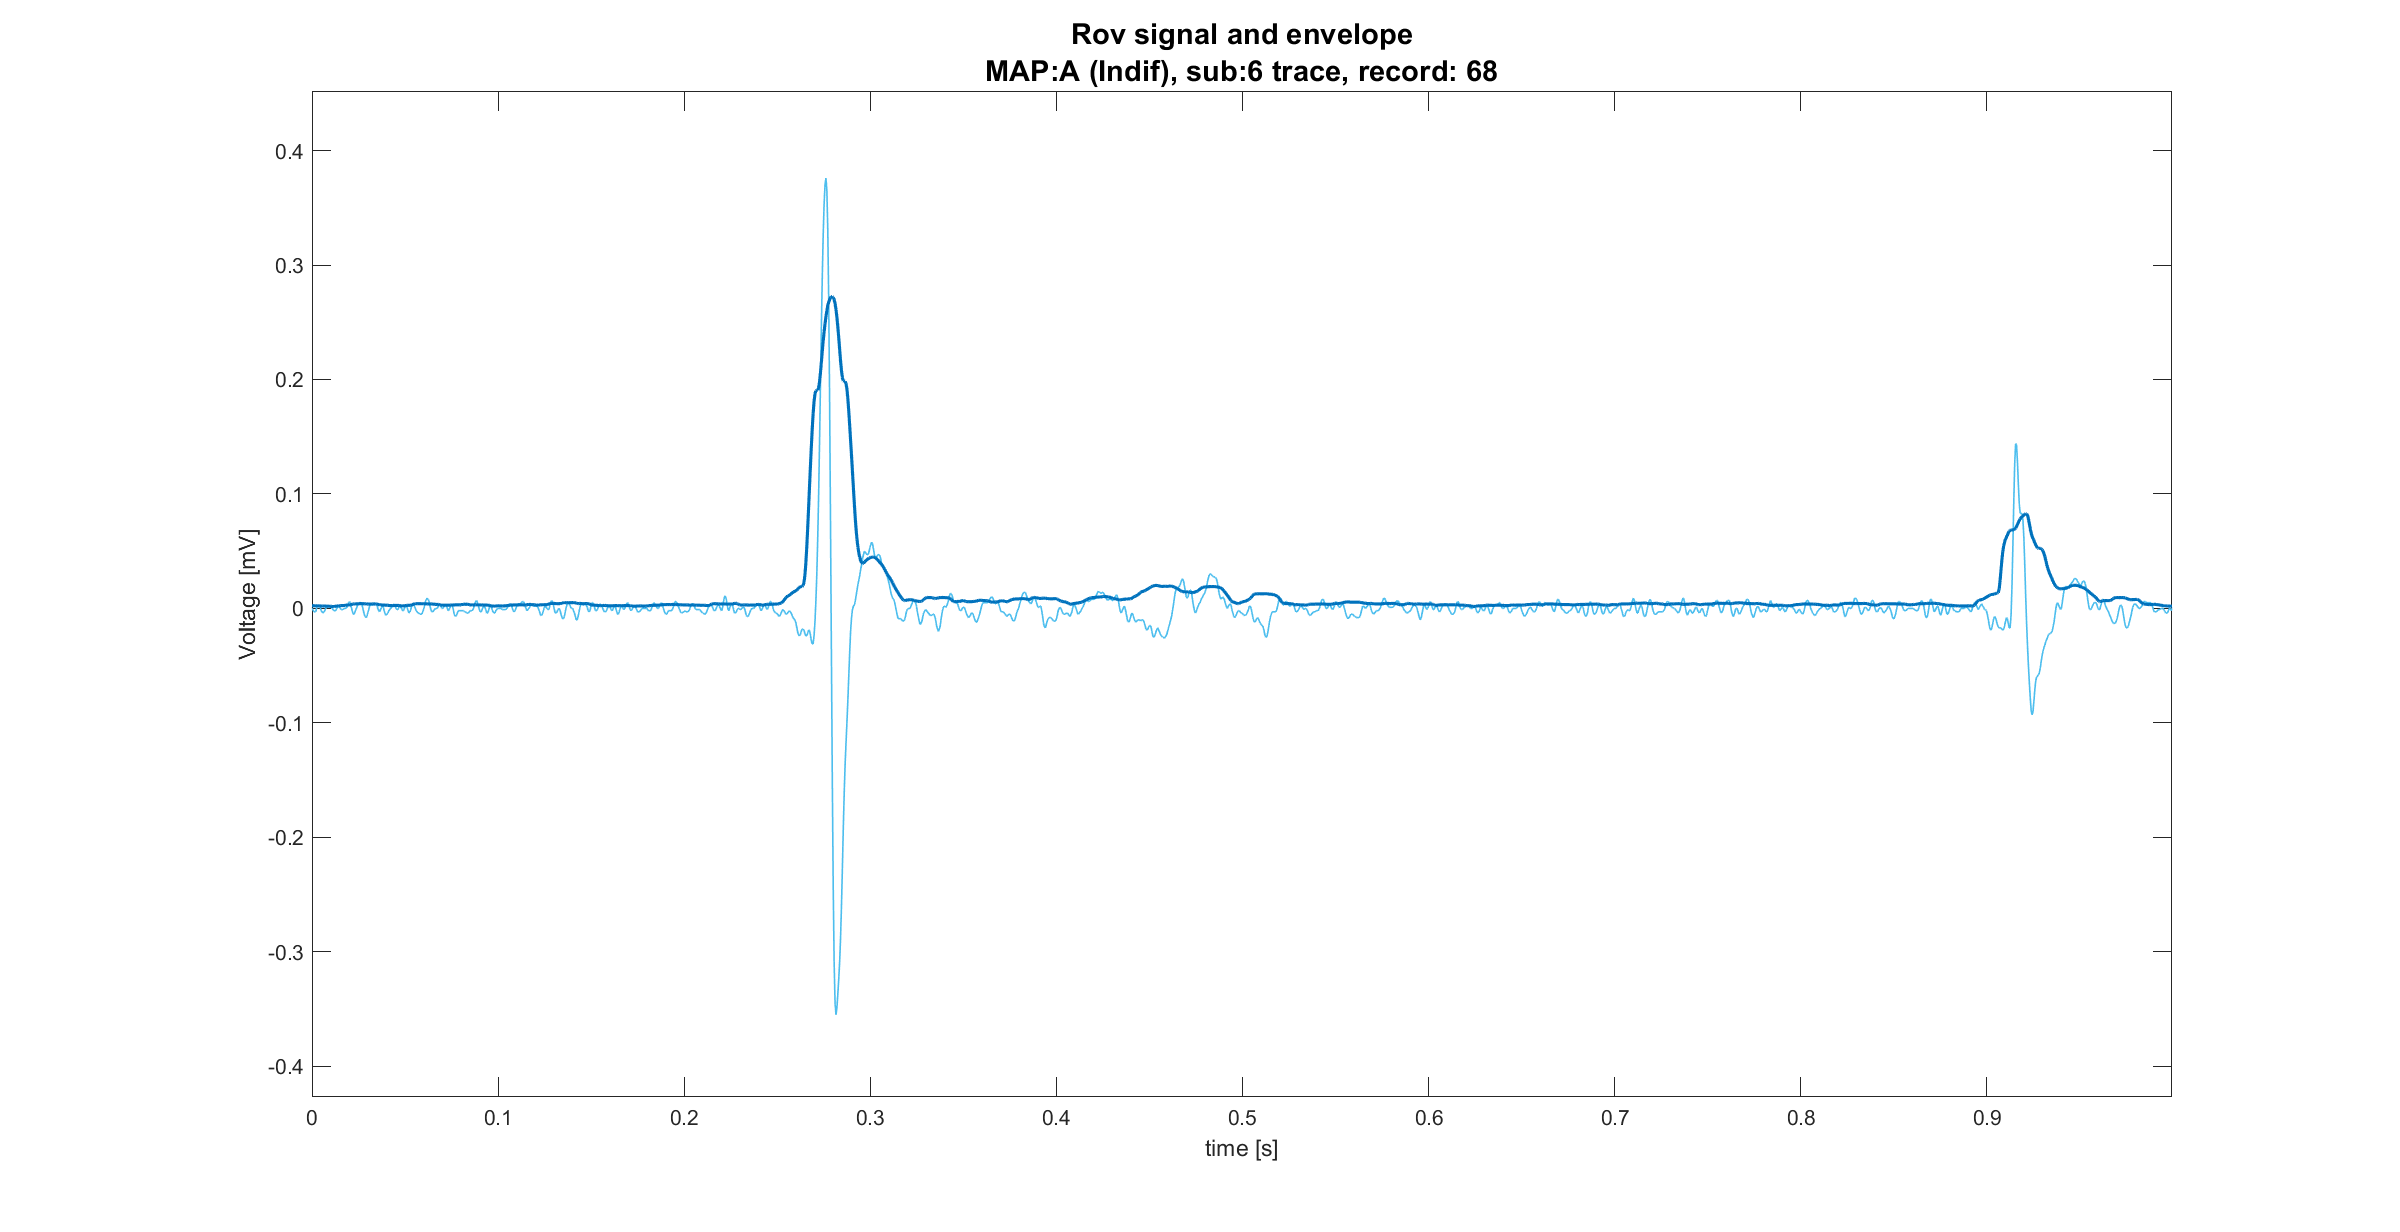 Rov signal and envelope
MAP:A (Indif), sub:6 trace, record: 68
0.4
0.3
0.2
0.1
0
-0.1
-0.2
-0.3
-0.4
Voltage [mV]
0 0.1 0.2 0.3 0.4 0.5 0.6 0.7 0.8 0.9
time [s]